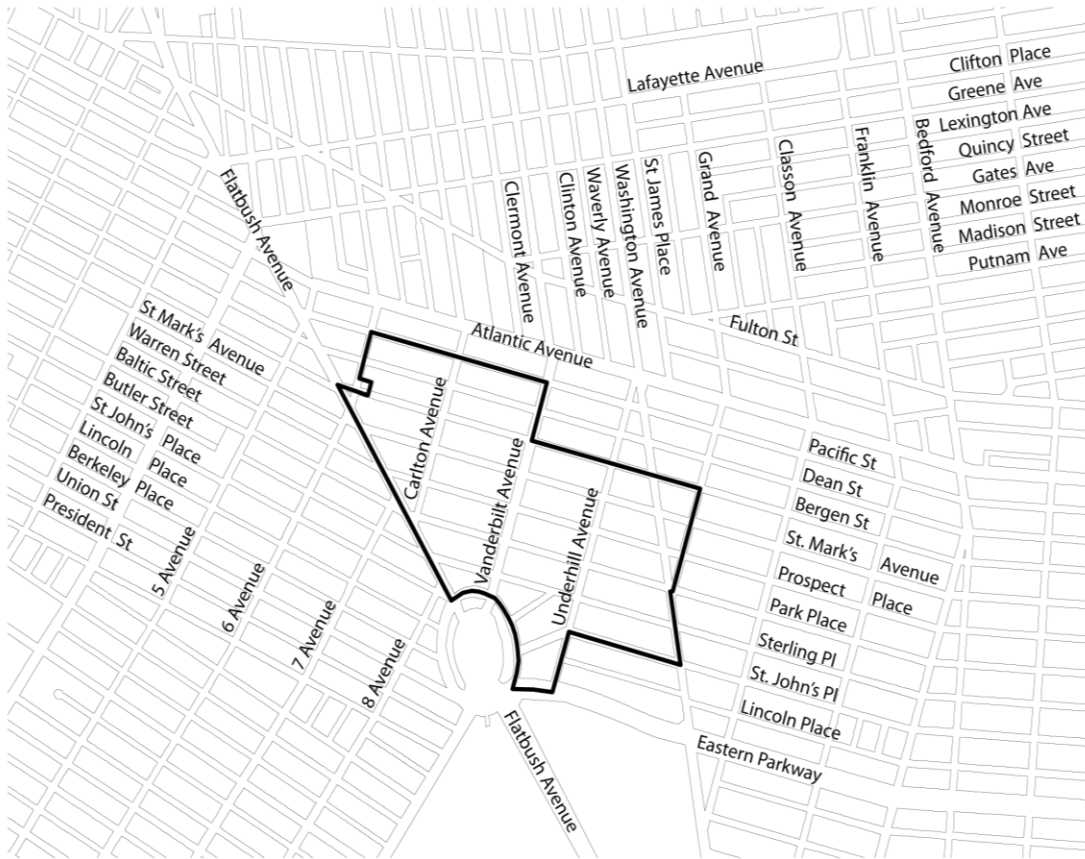 Lafayette Avenue
Clifton Place
Greene Ave
Lexington Ave
Quincy Street
Gates Ave
Monroe Street
Madison Street
Putnam Ave
Flatbush Avenue
Clermont Avenue
Clinton Avenue
Waverly Avenue
Washington Avenue
St James Place
Grand Avenue
Classon Avenue
Franklin Avenue
Bedford Avenue
Atlantic Avenue
Fulton St
St Mark's Avenue
Warren Street
Baltic Street
Butler Street
St John's Place
Lincoln Place
Berkeley Place
Union St
President St
5 Avenue
6 Avenue
7 Avenue
8 Avenue
Carlton Avenue
Vanderbilt Avenue
Underhill Avenue
Pacific St
Dean St
Bergen St
St. Mark's Avenue
Prospect Place
Park Place
Sterling Pl
St. John's Pl
Lincoln Place
Eastern Parkway
Flatbush Avenue